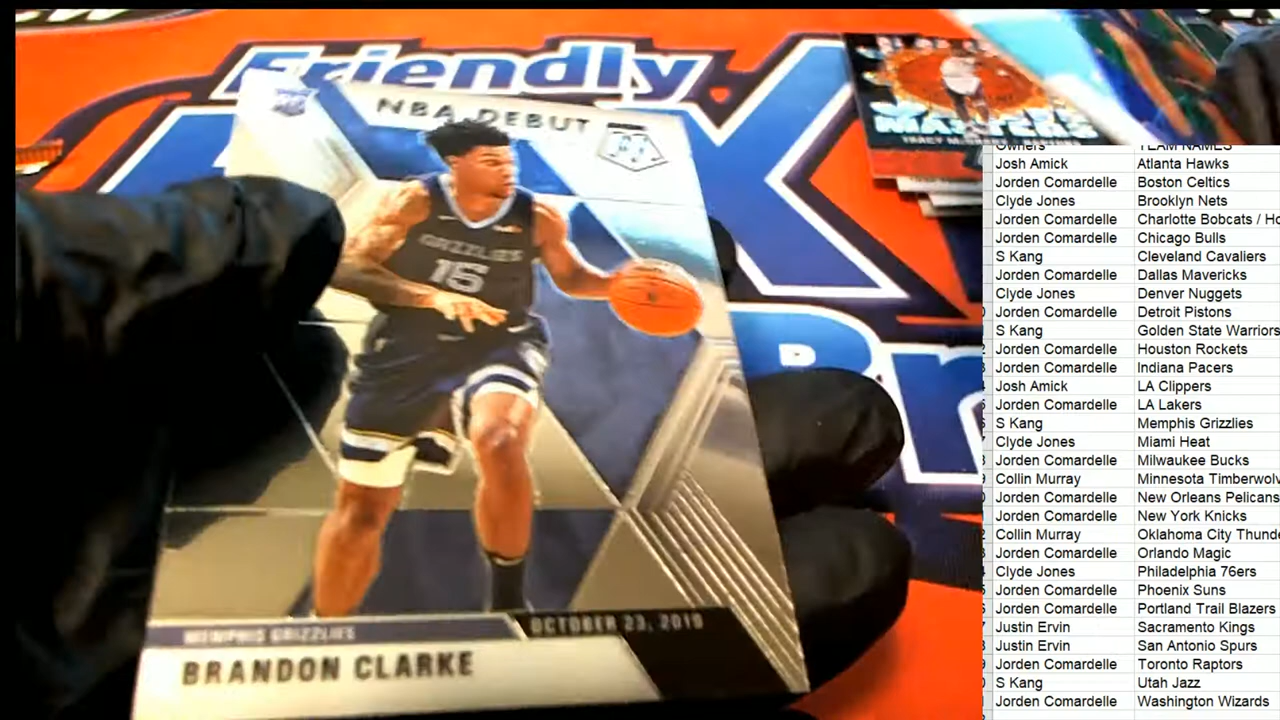 Friendly
NBA DEBUT
GRIZZLIES
15
MEMPHIS GRIZZLIES
OCTOBER 23, 2019
BRANDON CLARKE
MASTERS
TRACY
Owners TEAM NAMES
Josh Amick Atlanta Hawks
Jorden Comardelle Boston Celtics
Clyde Jones Brooklyn Nets
Jorden Comardelle Charlotte Bobcats / Ho
Jorden Comardelle Chicago Bulls
S Kang Cleveland Cavaliers
Jorden Comardelle Dallas Mavericks
Clyde Jones Denver Nuggets
Jorden Comardelle Detroit Pistons
S Kang Golden State Warriors
Jorden Comardelle Houston Rockets
Jorden Comardelle Indiana Pacers
Josh Amick LA Clippers
Jorden Comardelle LA Lakers
S Kang Memphis Grizzlies
Clyde Jones Miami Heat
Jorden Comardelle Milwaukee Bucks
Collin Murray Minnesota Timberwolv
Jorden Comardelle New Orleans Pelicans
Jorden Comardelle New York Knicks
Collin Murray Oklahoma City Thunde
Jorden Comardelle Orlando Magic
Clyde Jones Philadelphia 76ers
Jorden Comardelle Phoenix Suns
Jorden Comardelle Portland Trail Blazers
Justin Ervin Sacramento Kings
Justin Ervin San Antonio Spurs
Jorden Comardelle Toronto Raptors
S Kang Utah Jazz
Jorden Comardelle Washington Wizards